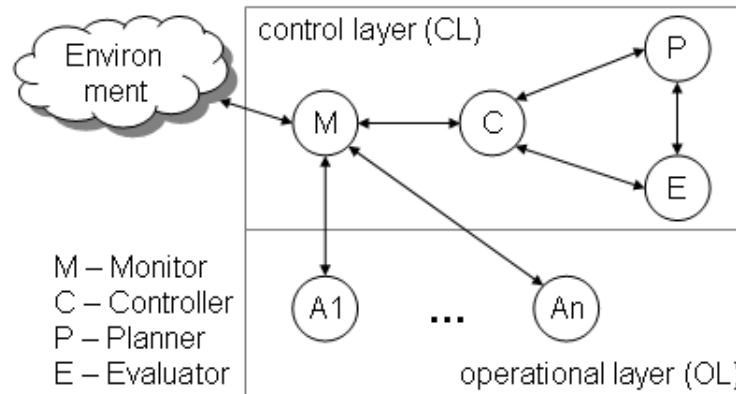 Environ
ment
control layer (CL)
P
M
C
E
M – Monitor
C – Controller
P – Planner
E – Evaluator
A1
...
An
operational layer (OL)